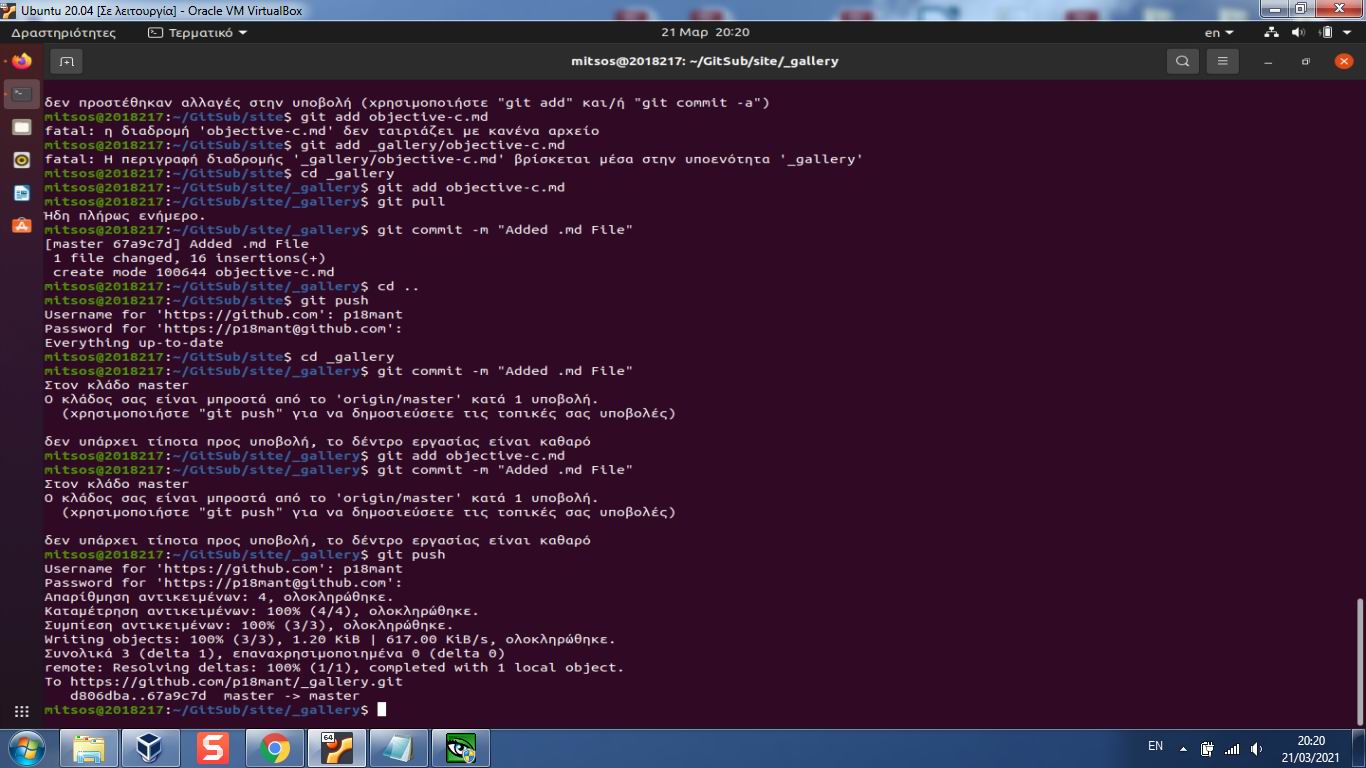 Ubuntu 20.04 [Σε λειτουργία] - Oracle VM VirtualBox
Δραστηριότητες
Τερματικό
21 Μαρ 20:20
en
mitsos@2018217: ~/GitSub/site/_gallery
δεν προστέθηκαν αλλαγές στην υποβολή (χρησιμοποιήστε "git add" και/ή "git commit -a")
mitsos@2018217:~/GitSub/site$ git add objective-c.md
fatal: η διαδρομή 'objective-c.md' δεν ταιριάζει με κανένα αρχείο
mitsos@2018217:~/GitSub/site$ git add _gallery/objective-c.md
fatal: Η περιγραφή διαδρομής '_gallery/objective-c.md' βρίσκεται μέσα στην υποενότητα '_gallery'
mitsos@2018217:~/GitSub/site$ cd _gallery
mitsos@2018217:~/GitSub/site/_gallery$ git add objective-c.md
mitsos@2018217:~/GitSub/site/_gallery$ git pull
Ήδη πλήρως ενήμερο.
mitsos@2018217:~/GitSub/site/_gallery$ git commit -m "Added .md File"
[master 67a9c7d] Added .md File
 1 file changed, 16 insertions(+)
 create mode 100644 objective-c.md
mitsos@2018217:~/GitSub/site/_gallery$ cd ..
mitsos@2018217:~/GitSub/site$ git push
Username for 'https://github.com': p18mant
Password for 'https://p18mant@github.com':
Everything up-to-date
mitsos@2018217:~/GitSub/site$ cd _gallery
mitsos@2018217:~/GitSub/site/_gallery$ git commit -m "Added .md File"
Στον κλάδο master
Ο κλάδος σας είναι μπροστά από το 'origin/master' κατά 1 υποβολή.
  (χρησιμοποιήστε "git push" για να δημοσιεύσετε τις τοπικές σας υποβολές)
δεν υπάρχει τίποτα προς υποβολή, το δέντρο εργασίας είναι καθαρό
mitsos@2018217:~/GitSub/site/_gallery$ git add objective-c.md
mitsos@2018217:~/GitSub/site/_gallery$ git commit -m "Added .md File"
Στον κλάδο master
Ο κλάδος σας είναι μπροστά από το 'origin/master' κατά 1 υποβολή.
  (χρησιμοποιήστε "git push" για να δημοσιεύσετε τις τοπικές σας υποβολές)
δεν υπάρχει τίποτα προς υποβολή, το δέντρο εργασίας είναι καθαρό
mitsos@2018217:~/GitSub/site/_gallery$ git push
Username for 'https://github.com': p18mant
Password for 'https://p18mant@github.com':
Απαρίθμηση αντικειμένων: 4, ολοκληρώθηκε.
Καταμέτρηση αντικειμένων: 100% (4/4), ολοκληρώθηκε.
Συμπίεση αντικειμένων: 100% (3/3), ολοκληρώθηκε.
Writing objects: 100% (3/3), 1.20 KiB | 617.00 KiB/s, ολοκληρώθηκε.
Συνολικά 3 (delta 1), επαναχρησιμοποιημένα 0 (delta 0)
remote: Resolving deltas: 100% (1/1), completed with 1 local object.
To https://github.com/p18mant/_gallery.git
   d806dba..67a9c7d  master -> master
mitsos@2018217:~/GitSub/site/_gallery$
64
EN
20:20
21/03/2021